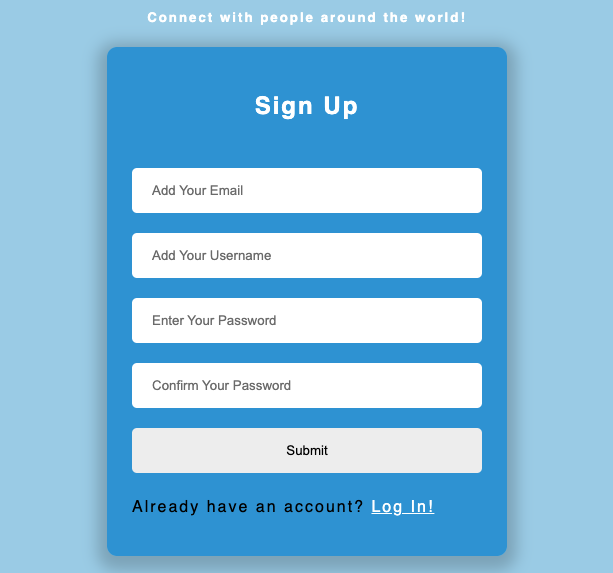 Connect with people around the world!
Sign Up
Add Your Email
Add Your Username
Enter Your Password
Confirm Your Password
Submit
Already have an account? Log In!